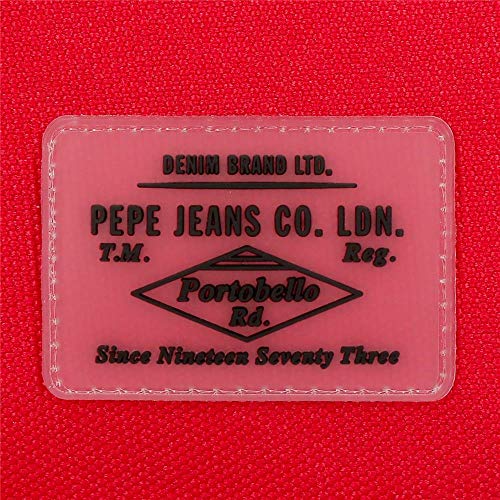 DENIM BRAND LTD.
PEPE JEANS CO. LDN.
T.M. Reg.
Portobello
Rd.
Since Nineteen Seventy Three